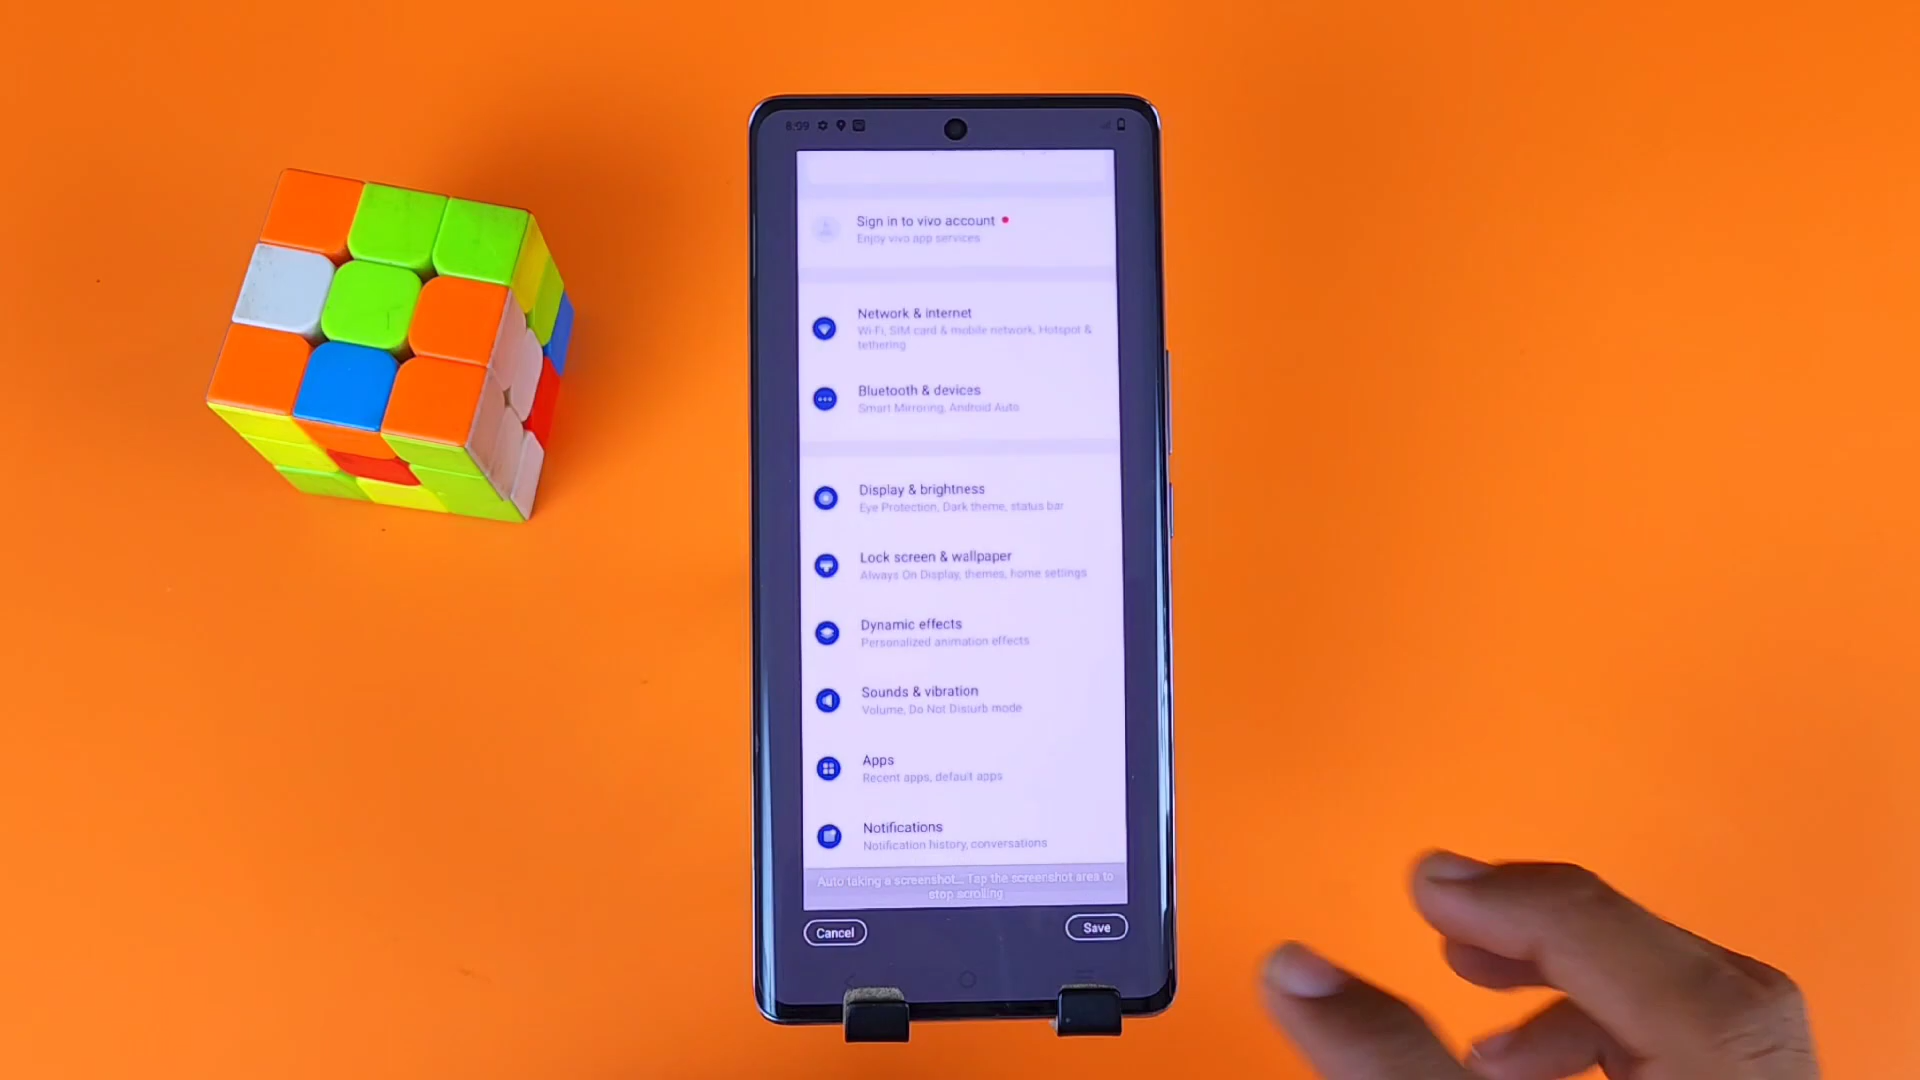 8:09
Sign in to vivo account
Enjoy vivo app services
Network & internet
Wi-Fi, SIM card & mobile network, Hotspot &
tethering
Bluetooth & devices
Smart Mirroring, Android Auto
Display & brightness
Eye Protection, Dark theme, status bar
Lock screen & wallpaper
Always On Display, themes, home settings
Dynamic effects
Personalized animation effects
Sounds & vibration
Volume, Do Not Disturb mode
Apps
Recent apps, default apps
Notifications
Notification history, conversations
Auto taking a screenshot... Tap the screenshot area to
stop scrolling
Cancel
Save